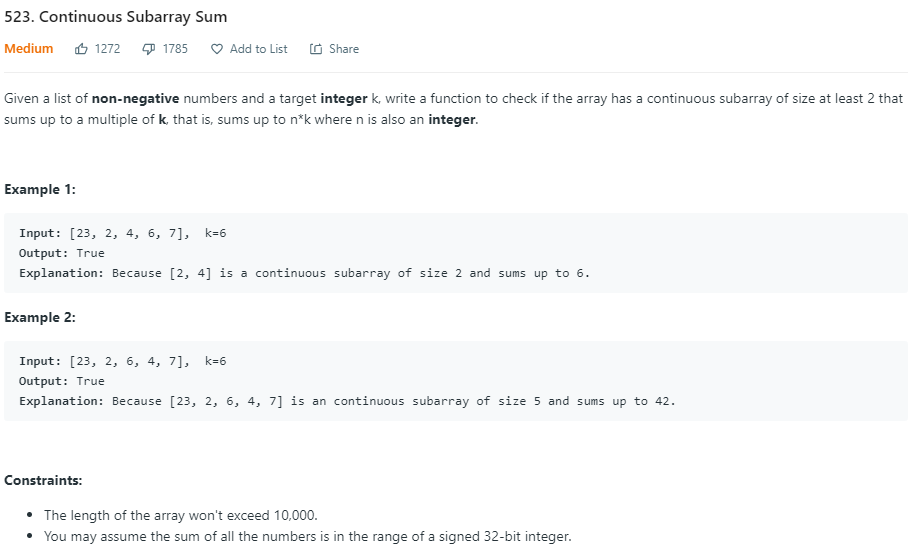 523. Continuous Subarray Sum
Medium 1272 1785 Add to List Share
Given a list of non-negative numbers and a target integer k, write a function to check if the array has a continuous subarray of size at least 2 that
sums up to a multiple of k, that is, sums up to n*k where n is also an integer.
Example 1:
Input: [23, 2, 4, 6, 7],  k=6
Output: True
Explanation: Because [2, 4] is a continuous subarray of size 2 and sums up to 6.
Example 2:
Input: [23, 2, 6, 4, 7],  k=6
Output: True
Explanation: Because [23, 2, 6, 4, 7] is an continuous subarray of size 5 and sums up to 42.
Constraints:
• The length of the array won't exceed 10,000.
• You may assume the sum of all the numbers is in the range of a signed 32-bit integer.